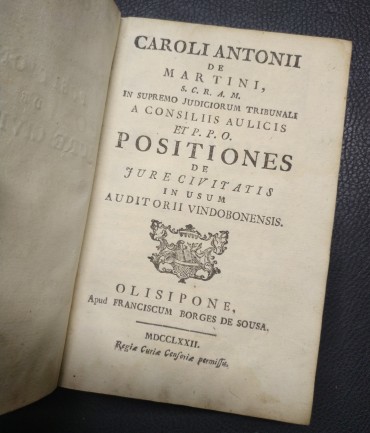 CAROLI ANTONII
DE
MARTINI,
S. C. R. A. M.
IN SUPREMO JUDICIORUM TRIBUNALI
A CONSILIIS AULICIS
ET P. P. O.
POSITIONES
DE
JURE CIVITATIS
IN USUM
AUDITORII VINDOBONENSIS.
OLISIPONE,
Apud FRANCISCUM BORGES DE SOUSA.
MDCCLXXII.
Regiæ Curiæ Censoriæ permissu.